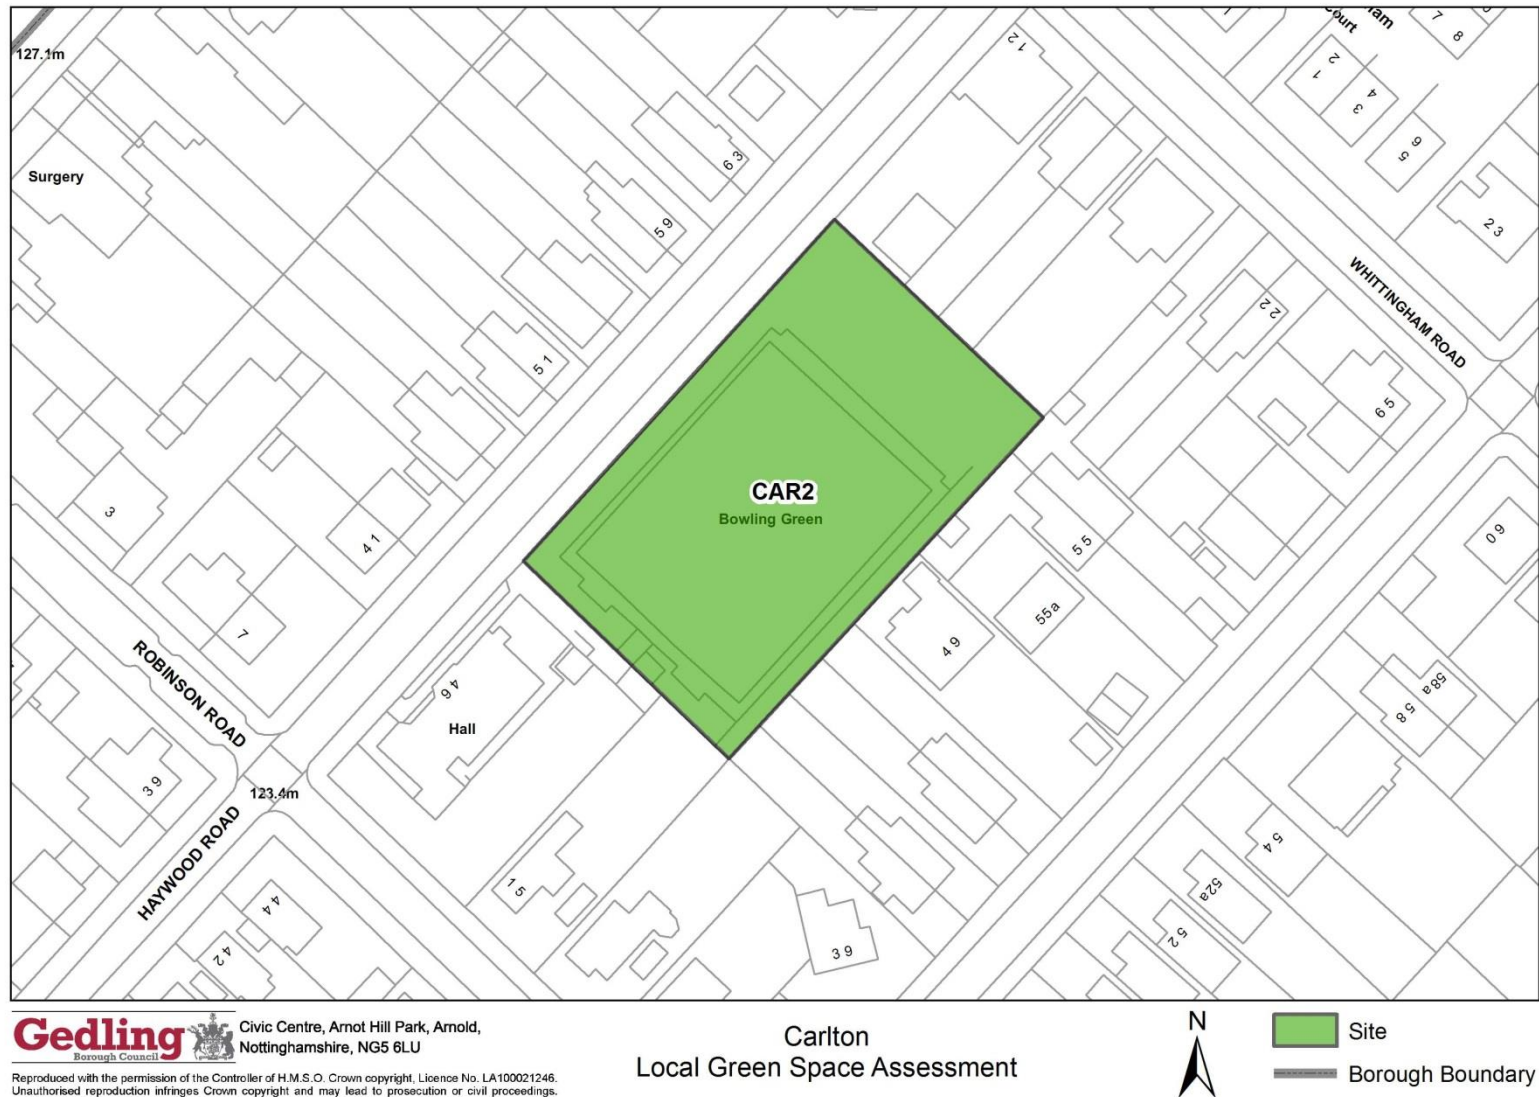 127.1m
Surgery
12
ham
Court
7
8
1
2
1
3
4
5
6
23
63
59
51
WHITTINGHAM ROAD
22
65
CAR2
Bowling Green
3
41
7
55
60
55a
49
ROBINSON ROAD
46
Hall
58a
58
39
123.4m
HAYWOOD ROAD
15
44
42
39
54
52a
52
Gedling
Borough Council
Civic Centre, Arnot Hill Park, Arnold,
Nottinghamshire, NG5 6LU
Reproduced with the permission of the Controller of H.M.S.O. Crown copyright, Licence No. LA100021246.
Unauthorised reproduction infringes Crown copyright and may lead to prosecution or civil proceedings.
Carlton
Local Green Space Assessment
N
Site
Borough Boundary